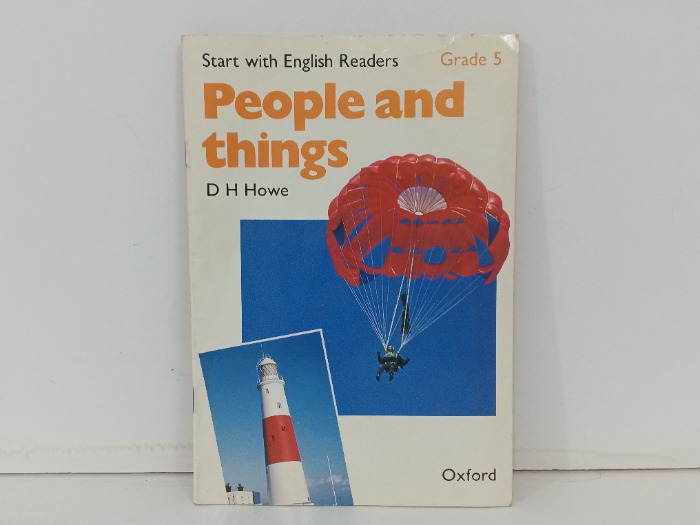 Start with English Readers Grade 5
People and
things
D H Howe
Oxford